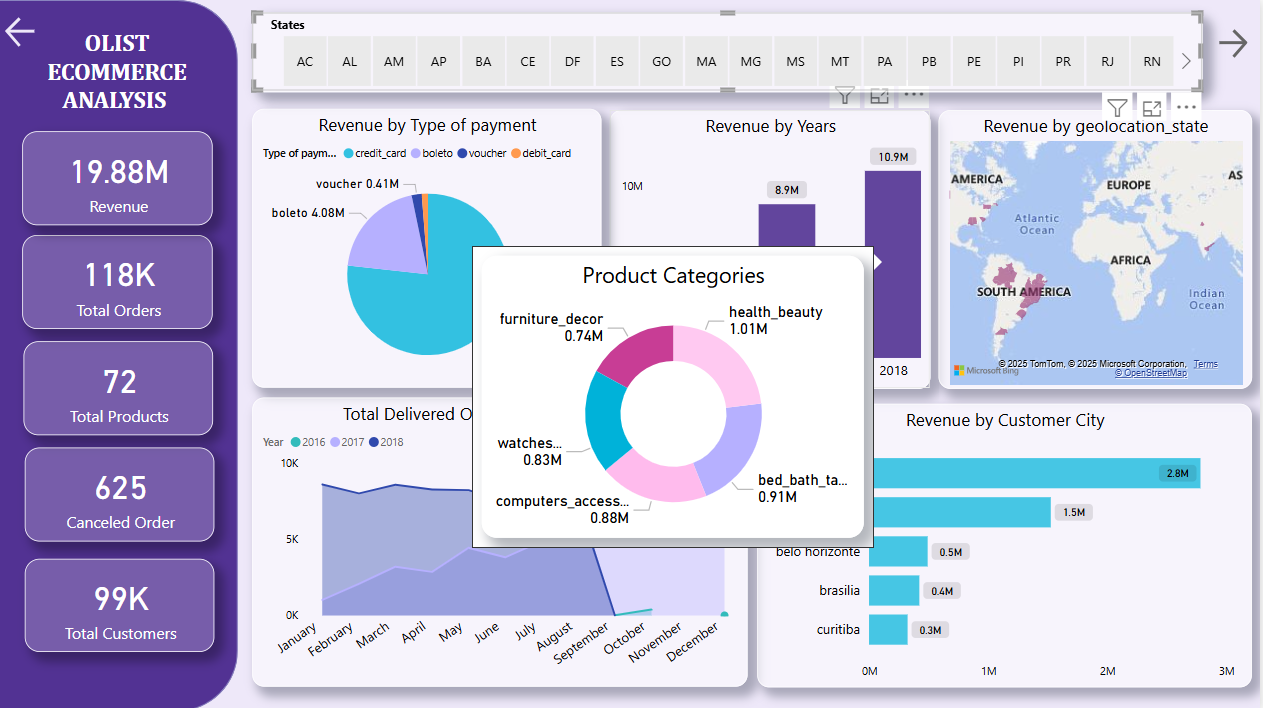 OLIST
ECOMMERCE
ANALYSIS
19.88M
Revenue
118K
Total Orders
72
Total Products
625
Canceled Order
99K
Total Customers
States
AC AL AM AP BA CE DF ES GO MA MG MS MT PA PB PE PI PR RJ RN
Revenue by Type of payment
Type of paym... credit_card boleto voucher debit_card
voucher 0.41M
boleto 4.08M
Revenue by Years
10M
8.9M
10.9M
2018
Revenue by geolocation_state
AMERICA
EUROPE
AS
Atlantic
Ocean
AFRICA
SOUTH AMERICA
Indian
Ocean
Microsoft Bing
© 2025 TomTom, © 2025 Microsoft Corporation, Terms
© OpenStreetMap
Product Categories
health_beauty
1.01M
furniture_decor
0.74M
watches...
0.83M
bed_bath_ta...
0.91M
computers_access...
0.88M
Total Delivered O
Year 2016 2017 2018
10K
5K
0K
January
February
March
April
May
June
July
August
September
October
November
December
Revenue by Customer City
2.8M
1.5M
belo horizonte 0.5M
brasilia 0.4M
curitiba 0.3M
0M 1M 2M 3M